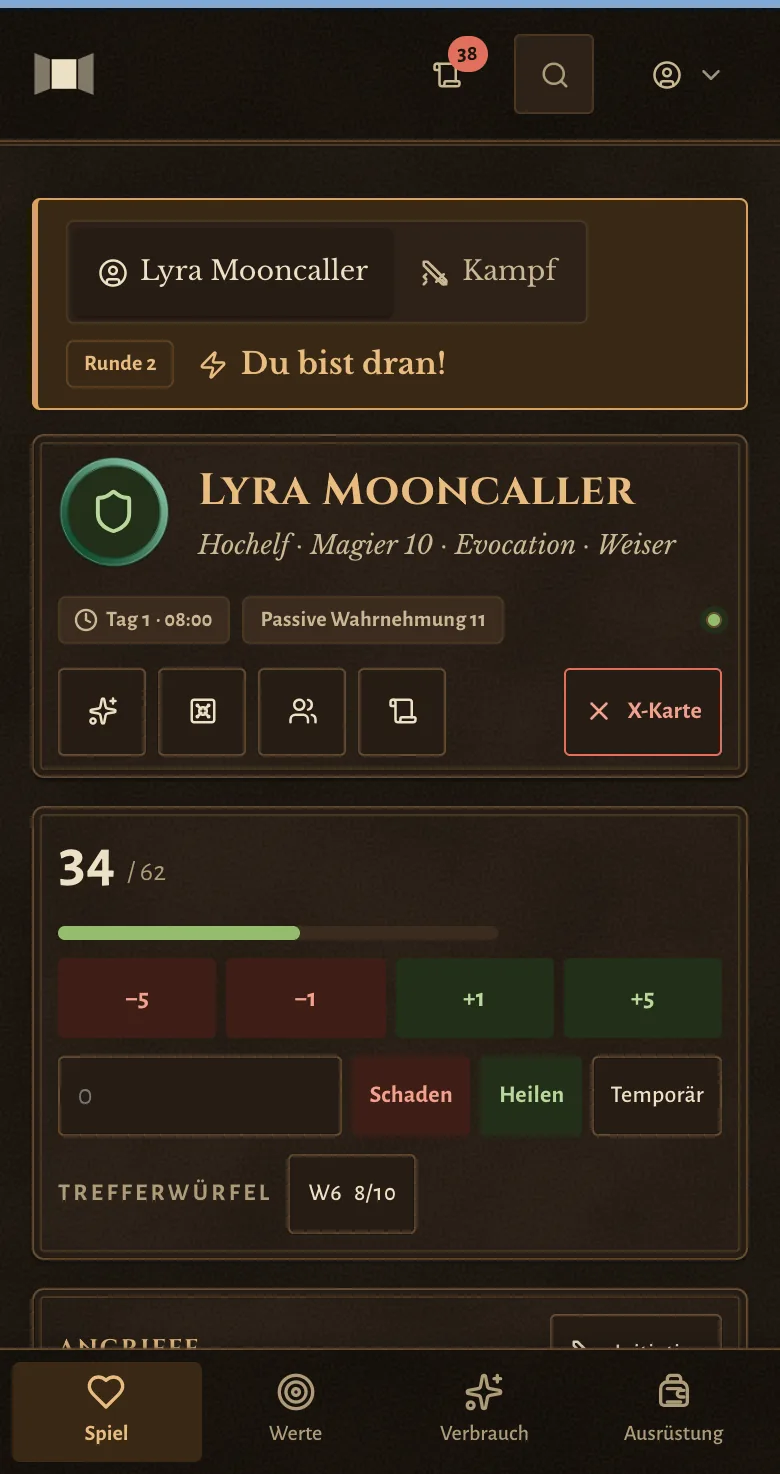 38
Lyra Mooncaller
Kampf
Runde 2
Du bist dran!
Lyra Mooncaller
Hochelf · Magier 10 · Evocation · Weiser
Tag 1 · 08:00
Passive Wahrnehmung 11
X-Karte
34 / 62
−5
−1
+1
+5
0
Schaden
Heilen
Temporär
TREFFERWÜRFEL
W6 8/10
ANGRIFFE
Spiel
Werte
Verbrauch
Ausrüstung